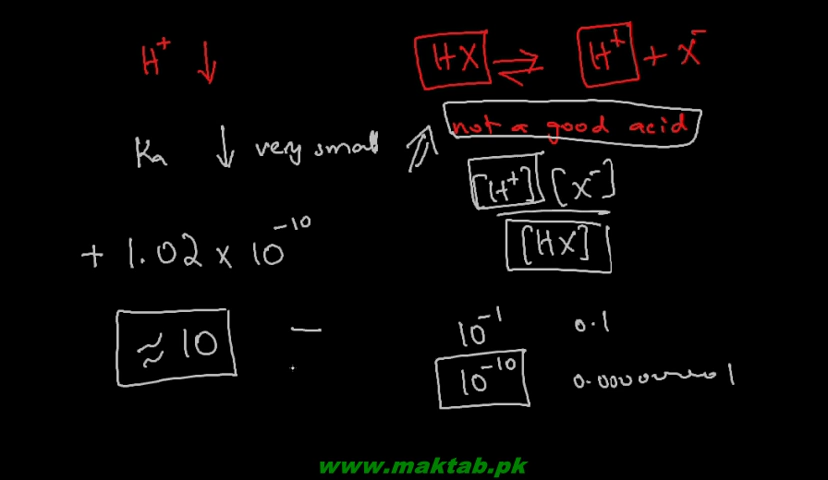 H⁺ ↓ HX ⇌ H⁺ + X⁻
not a good acid
Ka ↓ very small ⇒
[H⁺] [X⁻]
[HX]
+ 1.02 x 10⁻¹⁰
≈ 10
10⁻¹ 0.1
10⁻¹⁰
www.maktab.pk